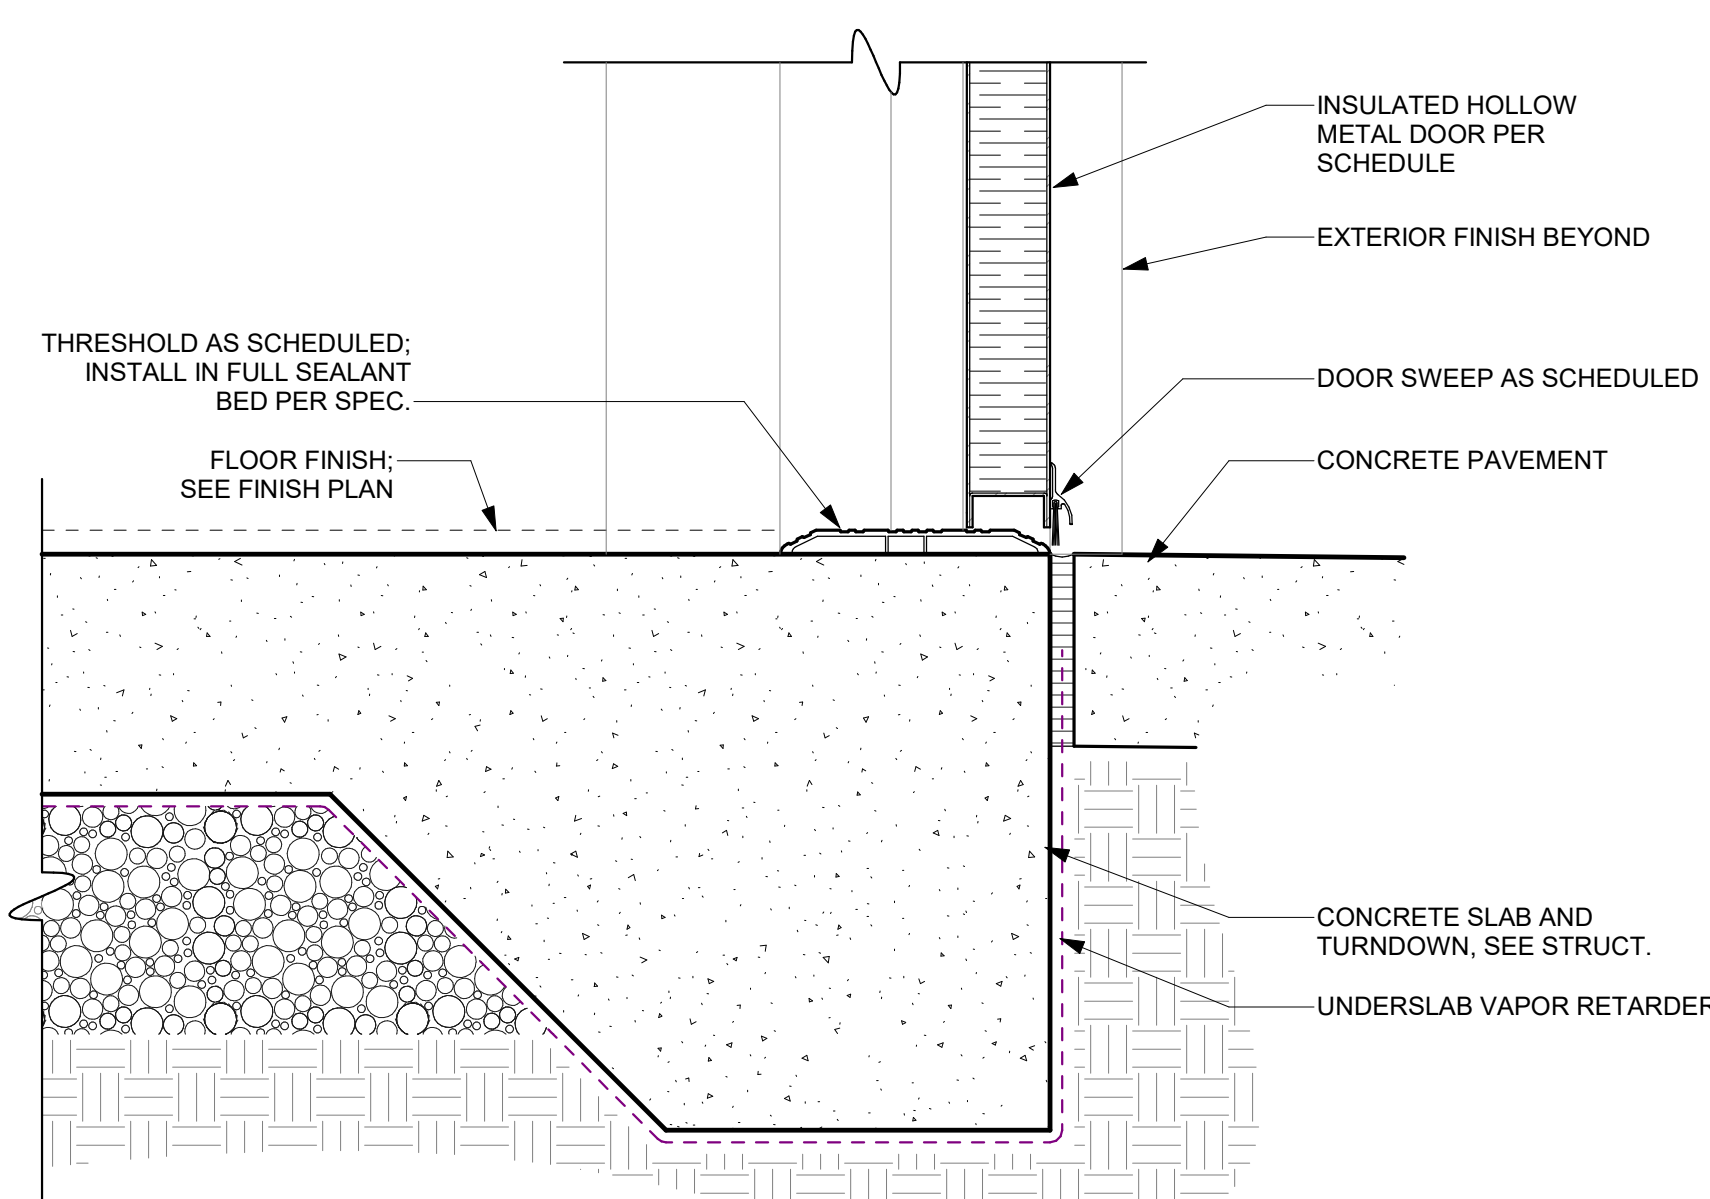 INSULATED HOLLOW
METAL DOOR PER
SCHEDULE
EXTERIOR FINISH BEYOND
THRESHOLD AS SCHEDULED;
INSTALL IN FULL SEALANT
BED PER SPEC.
DOOR SWEEP AS SCHEDULED
FLOOR FINISH;
SEE FINISH PLAN
CONCRETE PAVEMENT
CONCRETE SLAB AND
TURNDOWN, SEE STRUCT.
UNDERSLAB VAPOR RETARDER